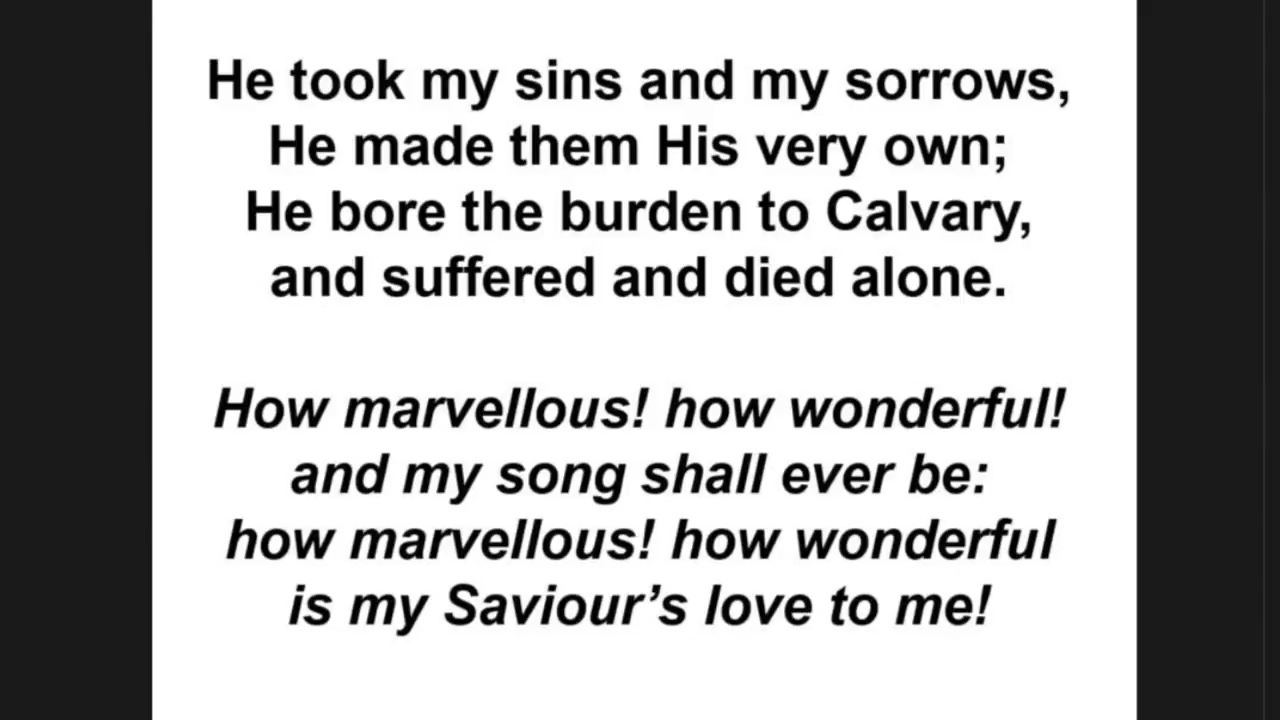 He took my sins and my sorrows,
He made them His very own;
He bore the burden to Calvary,
and suffered and died alone.
How marvellous! how wonderful!
and my song shall ever be:
how marvellous! how wonderful
is my Saviour’s love to me!